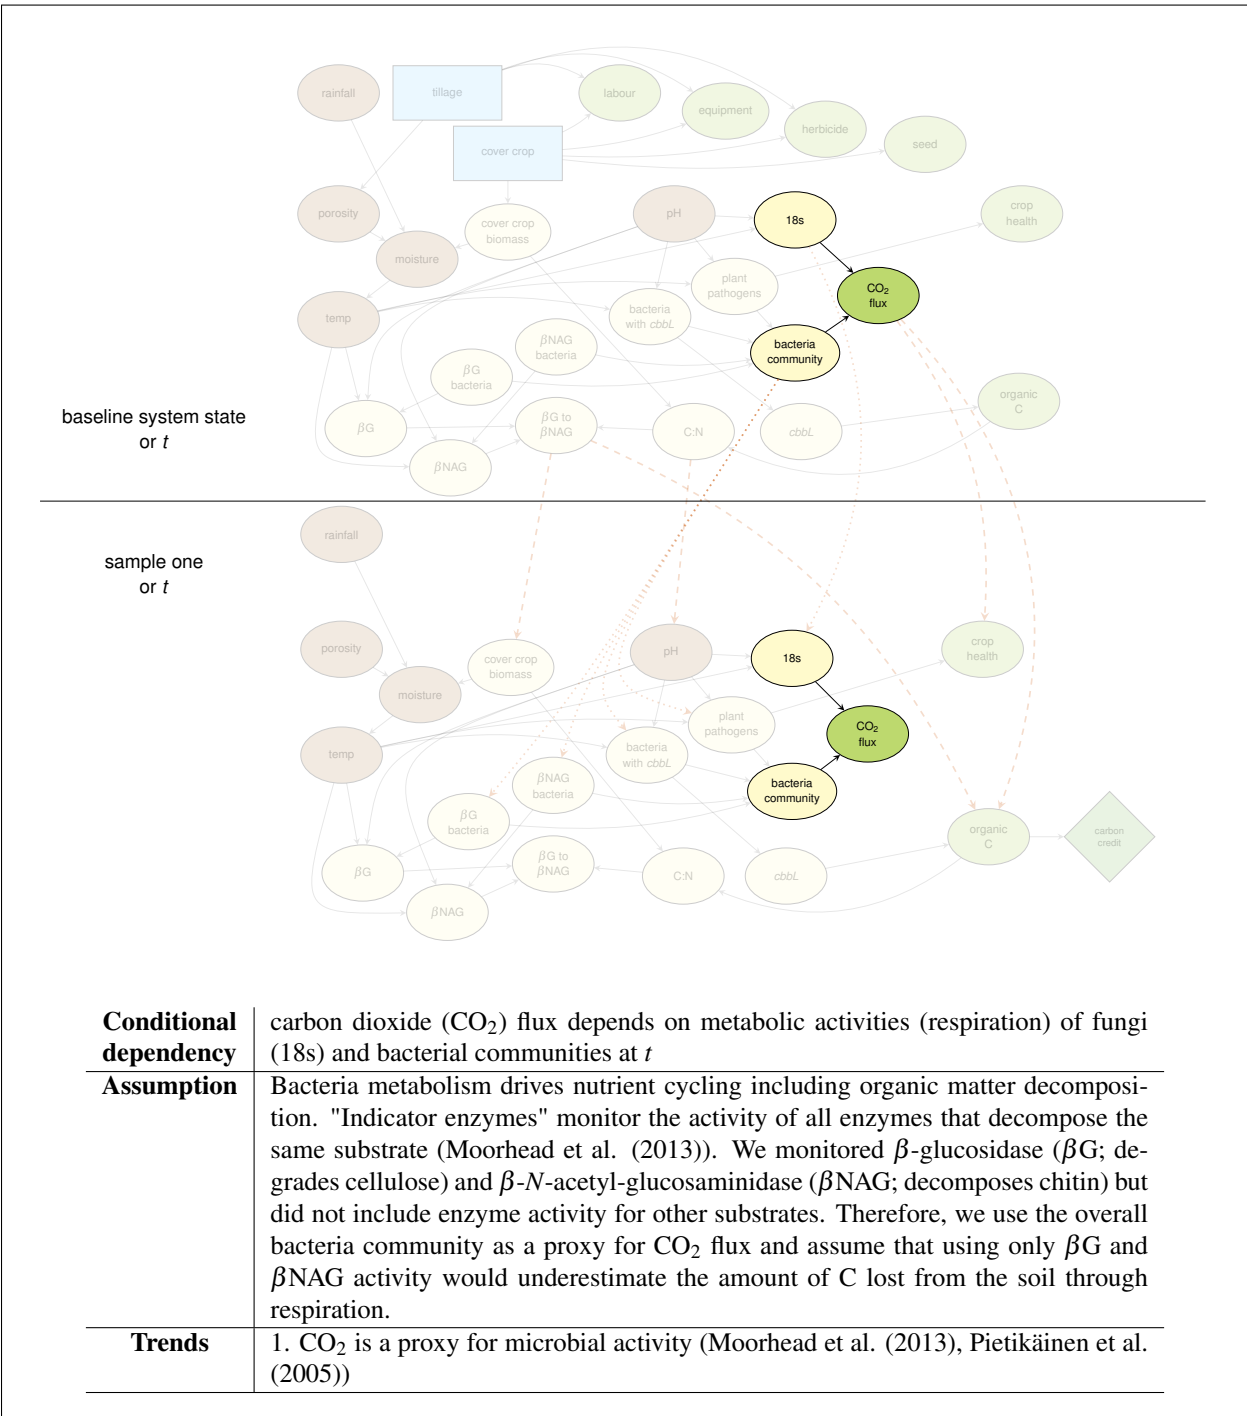 rainfall
tillage
labour
equipment
herbicide
seed
cover crop
porosity
cover crop
biomass
pH
18s
crop
health
moisture
plant
pathogens
CO2
flux
temp
bacteria
with cbbL
βNAG
bacteria
bacteria
community
βG
bacteria
organic
C
baseline system state
or t
βG
βG to
βNAG
C:N
cbbL
βNAG
rainfall
sample one
or t
porosity
cover crop
biomass
pH
18s
crop
health
moisture
plant
pathogens
CO2
flux
temp
bacteria
with cbbL
βNAG
bacteria
bacteria
community
βG
bacteria
organic
C
carbon
credit
βG
βG to
βNAG
C:N
cbbL
βNAG
Conditional
dependency
carbon dioxide (CO2) flux depends on metabolic activities (respiration) of fungi
(18s) and bacterial communities at t
Assumption
Bacteria metabolism drives nutrient cycling including organic matter decomposi-
tion. "Indicator enzymes" monitor the activity of all enzymes that decompose the
same substrate (Moorhead et al. (2013)). We monitored β-glucosidase (βG; de-
grades cellulose) and β-N-acetyl-glucosaminidase (βNAG; decomposes chitin) but
did not include enzyme activity for other substrates. Therefore, we use the overall
bacteria community as a proxy for CO2 flux and assume that using only βG and
βNAG activity would underestimate the amount of C lost from the soil through
respiration.
Trends
1. CO2 is a proxy for microbial activity (Moorhead et al. (2013), Pietikäinen et al.
(2005))